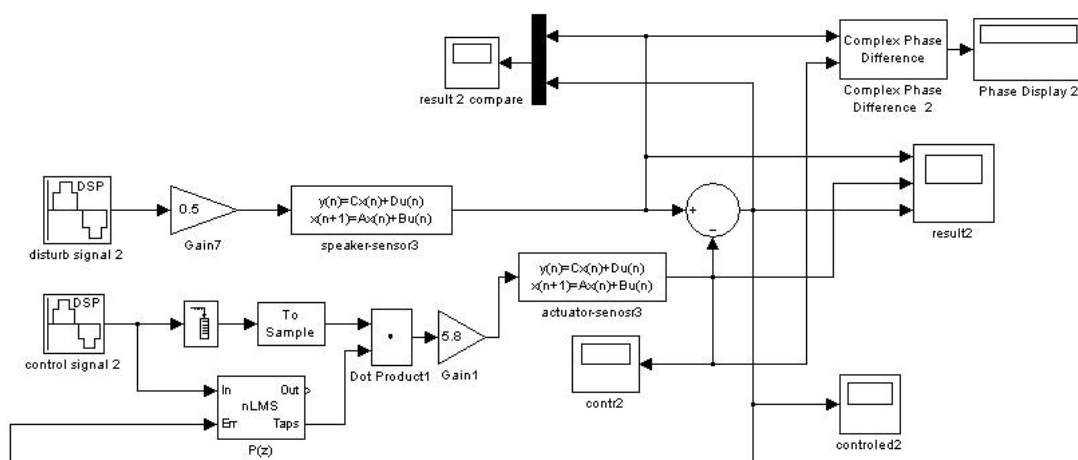 Complex Phase
Difference
Complex Phase
Difference 2
Phase Display 2
result 2 compare
DSP
disturb signal 2
0.5
Gain7
y(n)=Cx(n)+Du(n)
x(n+1)=Ax(n)+Bu(n)
speaker-sensor3
+
−
result2
y(n)=Cx(n)+Du(n)
x(n+1)=Ax(n)+Bu(n)
actuator-senosr3
DSP
control signal 2
To
Sample
Dot Product1
5.8
Gain1
contr2
controled2
In
Out
nLMS
Err
Taps
P(z)